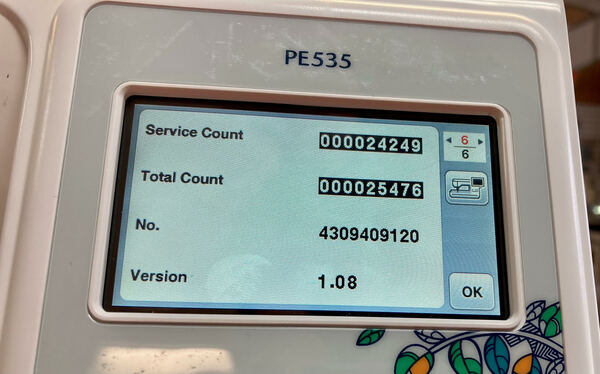 PE535
Service Count 000024249
6
6
Total Count 000025476
No. 4309409120
Version 1.08
OK